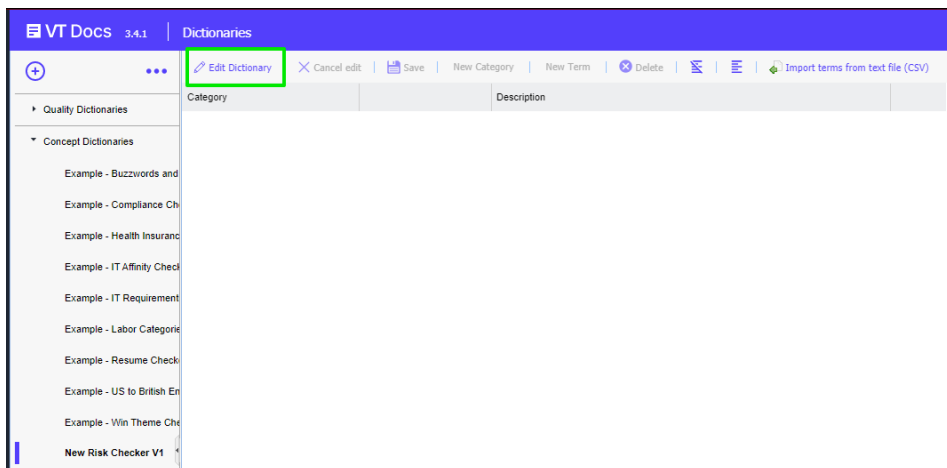 VT Docs 3.4.1 Dictionaries
Edit Dictionary Cancel edit Save New Category New Term Delete Import terms from text file (CSV)
Category Description
Quality Dictionaries
Concept Dictionaries
Example - Buzzwords and
Example - Compliance Ch
Example - Health Insuranc
Example - IT Affinity Check
Example - IT Requirement
Example - Labor Categorie
Example - Resume Check
Example - US to British En
Example - Win Theme Che
New Risk Checker V1